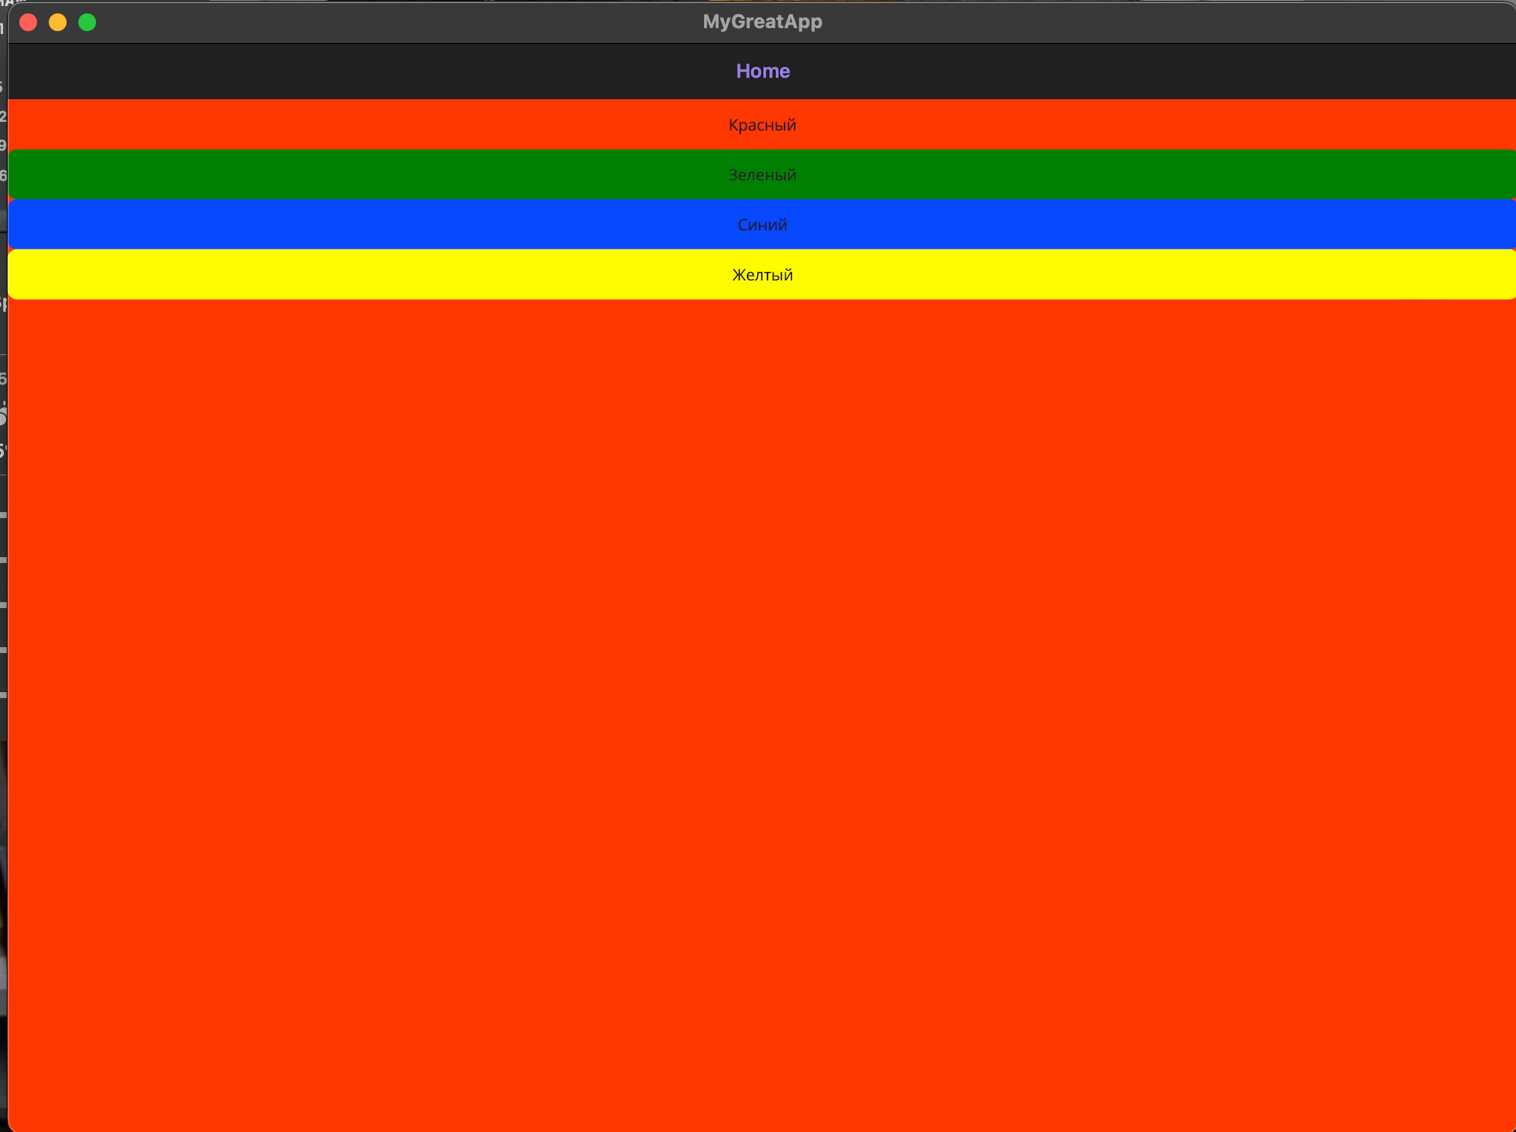 MyGreatApp
Home
Красный
Зеленый
Синий
Желтый